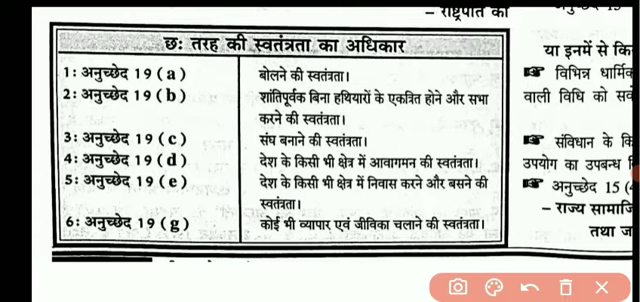 – राष्ट्रपति को
छः तरह की स्वतंत्रता का अधिकार
1: अनुच्छेद 19 (a) बोलने की स्वतंत्रता।
2: अनुच्छेद 19 (b) शांतिपूर्वक बिना हथियारों के एकत्रित होने और सभा
करने की स्वतंत्रता।
3: अनुच्छेद 19 (c) संघ बनाने की स्वतंत्रता।
4: अनुच्छेद 19 (d) देश के किसी भी क्षेत्र में आवागमन की स्वतंत्रता।
5: अनुच्छेद 19 (e) देश के किसी भी क्षेत्र में निवास करने और बसने की
स्वतंत्रता।
6: अनुच्छेद 19 (g) कोई भी व्यापार एवं जीविका चलाने की स्वतंत्रता।
या इनमें से
विभिन्न
वाली विधि को
संविधान के
उपयोग का उपबन्ध
अनुच्छेद 15
– राज्य
तथा